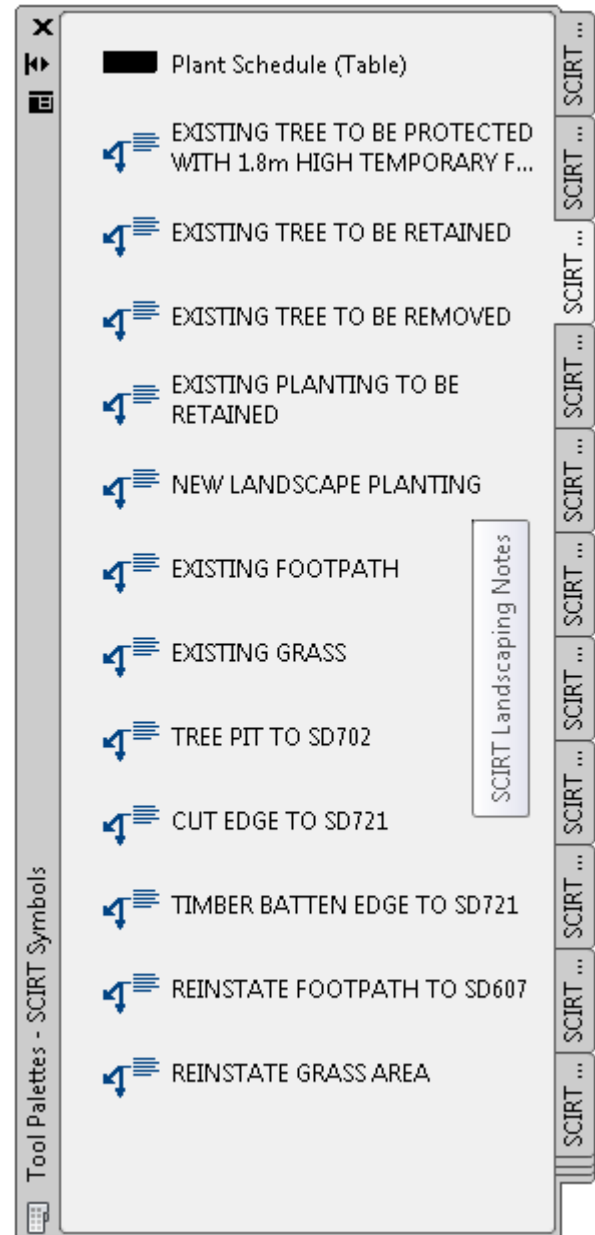 Plant Schedule (Table)
EXISTING TREE TO BE PROTECTED
WITH 1.8m HIGH TEMPORARY F...
EXISTING TREE TO BE RETAINED
EXISTING TREE TO BE REMOVED
EXISTING PLANTING TO BE
RETAINED
NEW LANDSCAPE PLANTING
EXISTING FOOTPATH
EXISTING GRASS
TREE PIT TO SD702
CUT EDGE TO SD721
TIMBER BATTEN EDGE TO SD721
REINSTATE FOOTPATH TO SD607
REINSTATE GRASS AREA
SCIRT Landscaping Notes
Tool Palettes - SCIRT Symbols
SCIRT ...
SCIRT ...
SCIRT ...
SCIRT ...
SCIRT ...
SCIRT ...
SCIRT ...
SCIRT ...
SCIRT ...
SCIRT ...
SCIRT ...